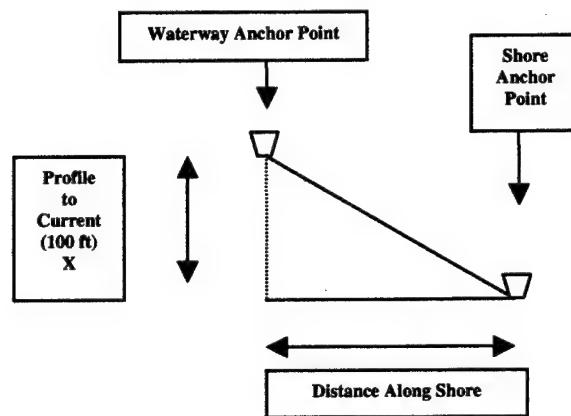 Waterway Anchor Point
Shore
Anchor
Point
Profile
to
Current
(100 ft)
X
Distance Along Shore